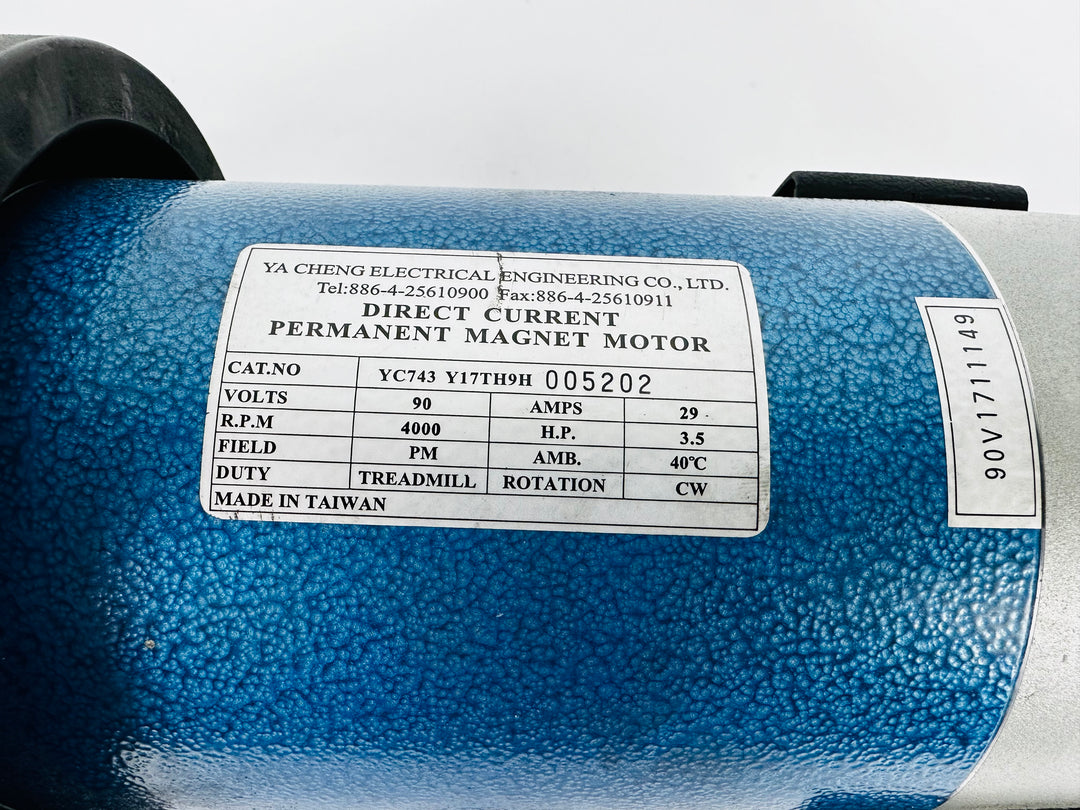 YA CHENG ELECTRICAL ENGINEERING CO., LTD.
Tel:886-4-25610900 Fax:886-4-25610911
DIRECT CURRENT
PERMANENT MAGNET MOTOR
CAT.NO YC743 Y17TH9H 005202
VOLTS 90 AMPS 29
R.P.M 4000 H.P. 3.5
FIELD PM AMB. 40℃
DUTY TREADMILL ROTATION CW
MADE IN TAIWAN
90V1711149